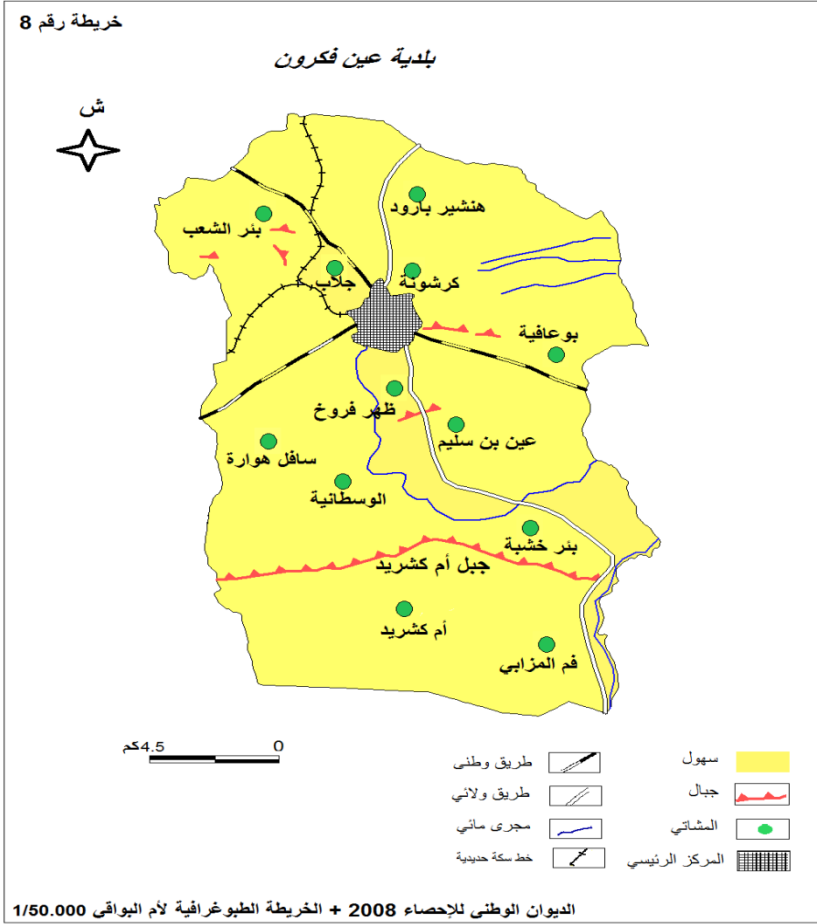 خريطة رقم 8
بلدية عين فكرون
ش
هنشير بارود
بئر الشعب
جلاب
كرشونة
بوعافية
ظهر فروخ
عين بن سليم
سافل هوارة
الوسطانية
بئر خشبة
جبل أم كشريد
أم كشريد
فم المزابي
4.5كم
0
سهول
طريق وطني
جبال
طريق ولائي
المشاتي
مجرى مائي
المركز الرئيسي
خط سكة حديدية
الديوان الوطني للإحصاء 2008 + الخريطة الطبوغرافية لأم البواقي 1/50.000